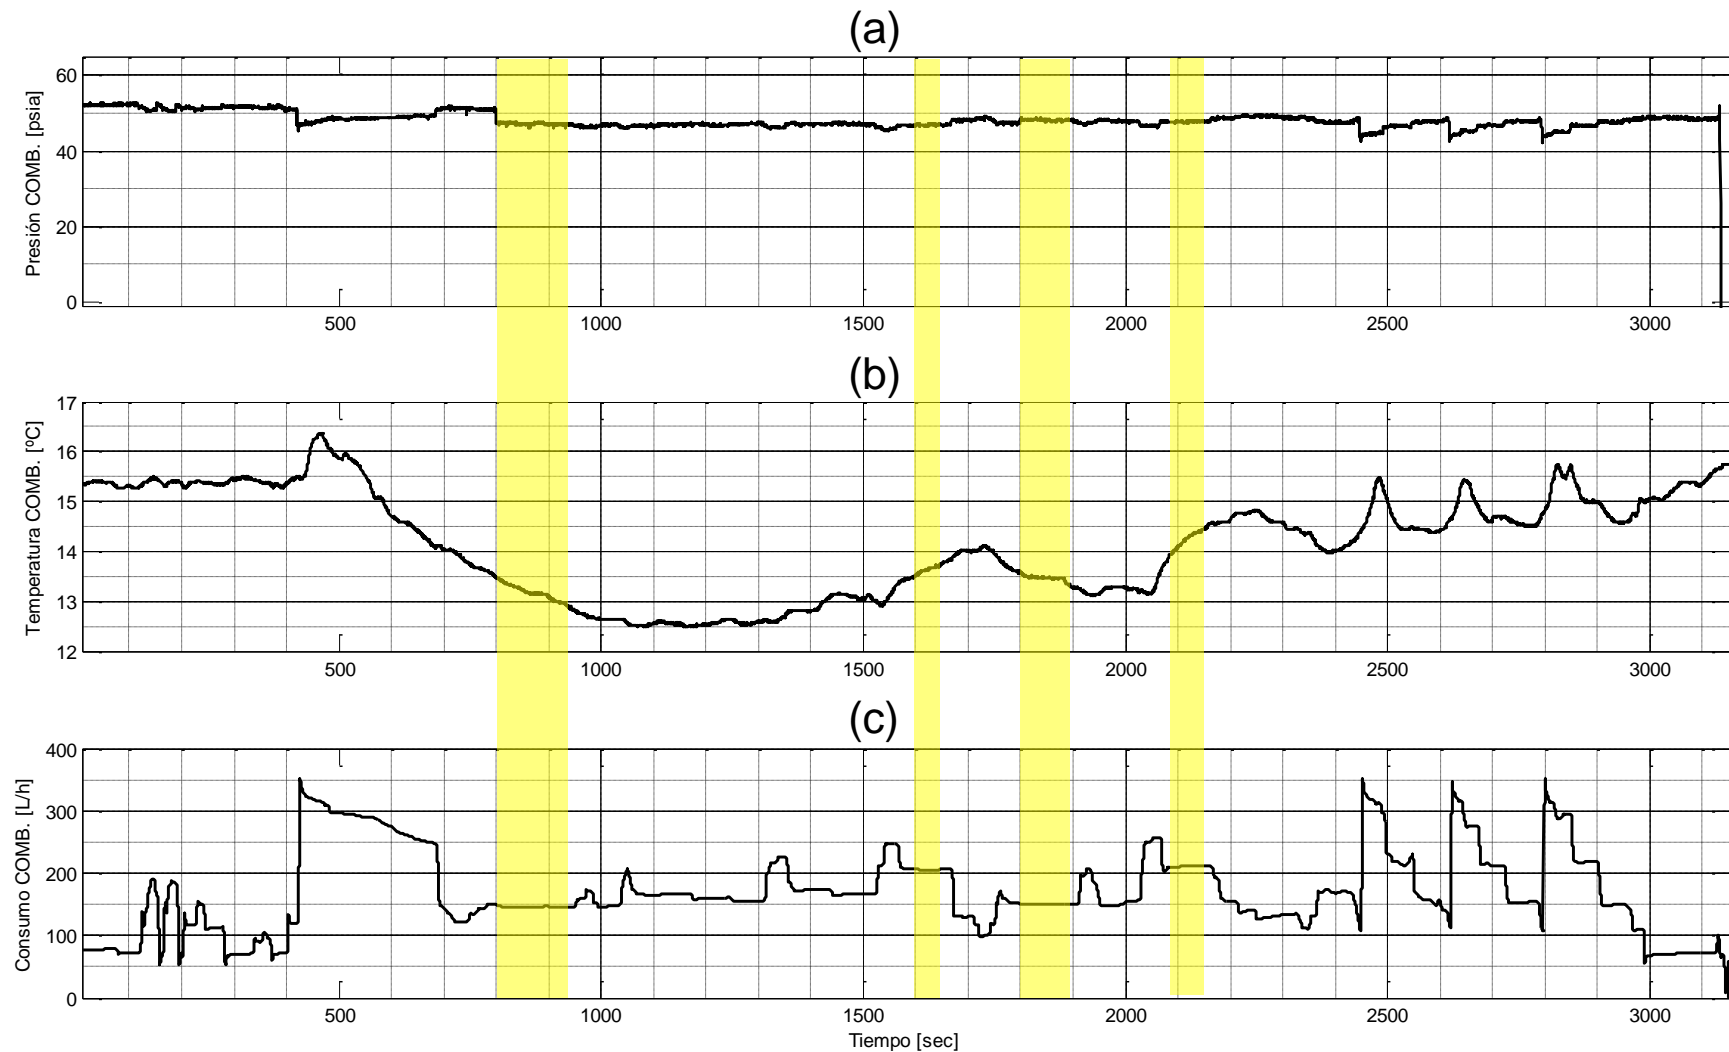 (a)
Presión COMB. [psia]
60
40
20
0
500 1000 1500 2000 2500 3000
(b)
Temperatura COMB. [ºC]
17
16
15
14
13
12
500 1000 1500 2000 2500 3000
(c)
Consumo COMB. [L/h]
400
300
200
100
0
500 1000 1500 2000 2500 3000
Tiempo [sec]